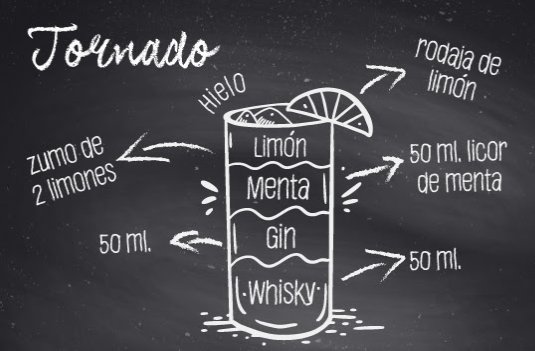 Tornado
Hielo
rodaja de
limón
Limón
zumo de
2 limones
50 ml. licor
de menta
Menta
50 ml.
Gin
50 ml.
Whisky